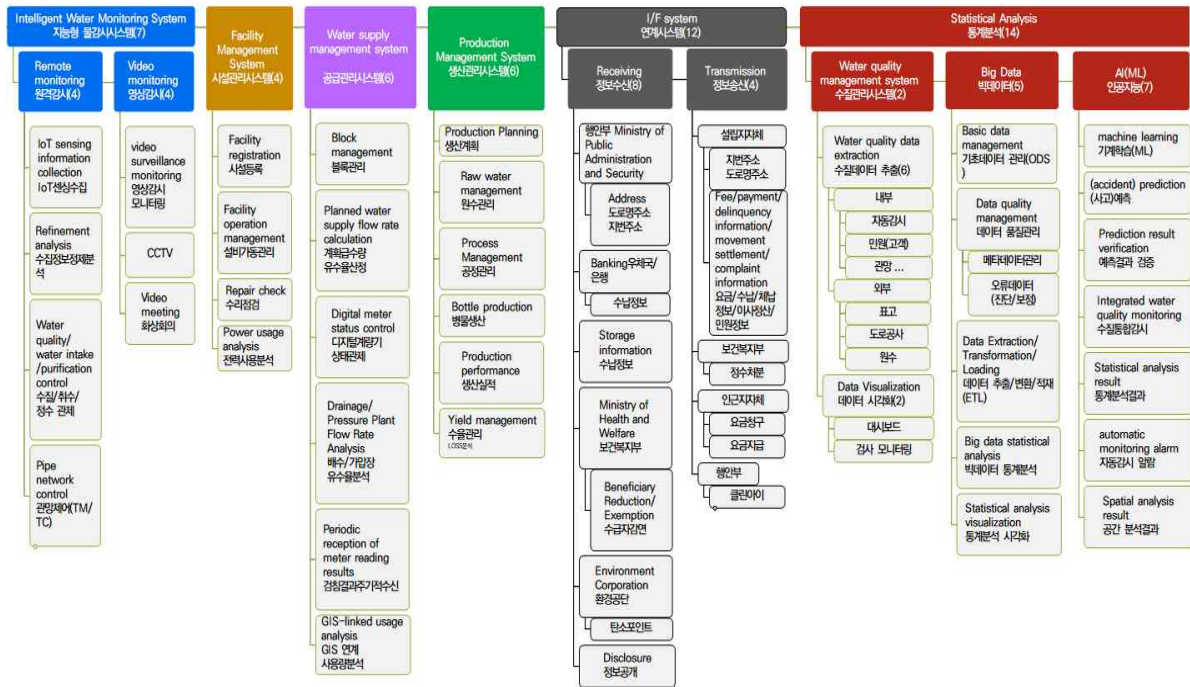 Intelligent Water Monitoring System
지능형 물감시시스템(7)
Remote
monitoring
원격감시(4)
IoT sensing
information
collection
IoT센싱수집
Refinement
analysis
수집정보정제분
석
Water
quality/
water intake
/purification
control
수질/취수/
정수 관제
Pipe
network
control
관망제어(TM/
TC)
Video
monitoring
영상감시(4)
video
surveillance
monitoring
영상감시
모니터링
CCTV
Video
meeting
화상회의
Facility
Management
System
시설관리시스템(4)
Facility
registration
시설등록
Facility
operation
management
설비가동관리
Repair check
수리점검
Power usage
analysis
전력사용분석
Water supply
management system
공급관리시스템(6)
Block
management
블록관리
Planned water
supply flow rate
calculation
계획급수량
유수율산정
Digital meter
status control
디지털계량기
상태관제
Drainage/
Pressure Plant
Flow Rate
Analysis
배수/가압장
유수율분석
Periodic
reception of
meter reading
results
검침결과주기적수신
GIS-linked usage
analysis
GIS 연계
사용량분석
Production
Management System
생산관리시스템(6)
Production Planning
생산계획
Raw water
management
원수관리
Process
Management
공정관리
Bottle production
병물생산
Production
performance
생산실적
Yield management
수율관리
LOSS분석
I/F system
연계시스템(12)
Receiving
정보수신(8)
행안부 Ministry of
Public
Administration
and Security
Address
도로명주소
지번주소
Banking우체국/
은행
수납정보
Storage
information
수납정보
Ministry of
Health and
Welfare
보건복지부
Beneficiary
Reduction/
Exemption
수급자감면
Environment
Corporation
환경공단
탄소포인트
Disclosure
정보공개
Transmission
정보송신(4)
설립지자체
지번주소
도로명주소
Fee/payment/
delinquency
information/
movement
settlement/
complaint
information
요금/수납/체납
정보/이사정산/
민원정보
보건복지부
정수처분
인근지자체
요금청구
요금지급
행안부
클린아이
Statistical Analysis
통계분석(14)
Water quality
management system
수질관리시스템(2)
Water quality data
extraction
수질데이터 추출(6)
내부
자동감시
민원(고객)
관망 ...
외부
표고
도로공사
원수
Data Visualization
데이터 시각화(2)
대시보드
검사 모니터링
Big Data
빅데이터(5)
Basic data
management
기초데이터 관리(ODS
)
Data quality
management
데이터 품질관리
메타데이터관리
오류데이터
(진단/보정)
Data Extraction/
Transformation/
Loading
데이터 추출/변환/적재
(ETL)
Big data statistical
analysis
빅데이터 통계분석
Statistical analysis
visualization
통계분석 시각화
AI(ML)
인공지능(7)
machine learning
기계학습(ML)
(accident) prediction
(사고)예측
Prediction result
verification
예측결과 검증
Integrated water
quality monitoring
수질통합감시
Statistical analysis
result
통계분석결과
automatic
monitoring alarm
자동감시 알람
Spatial analysis
result
공간 분석결과